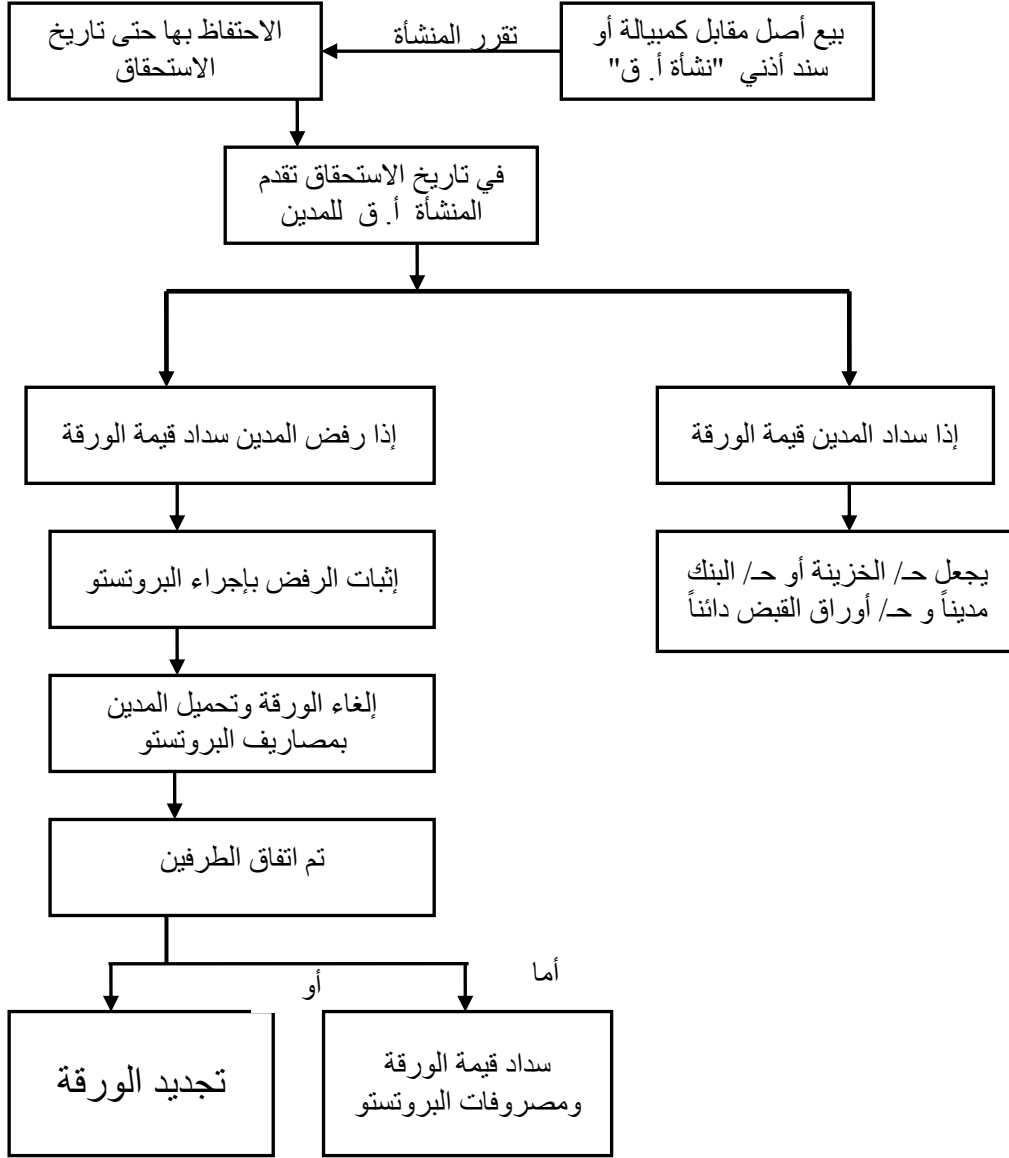 بيع أصل مقابل كمبيالة أو
سند أذني "نشأة أ. ق"
تقرر المنشأة
الاحتفاظ بها حتى تاريخ
الاستحقاق
في تاريخ الاستحقاق تقدم
المنشأة أ. ق للمدين
إذا سداد المدين قيمة الورقة
إذا رفض المدين سداد قيمة الورقة
يجعل حـ/ الخزينة أو حـ/ البنك
مديناً و حـ/ أوراق القبض دائناً
إثبات الرفض بإجراء البروتستو
إلغاء الورقة وتحميل المدين
بمصاريف البروتستو
تم اتفاق الطرفين
أما
أو
سداد قيمة الورقة
ومصروفات البروتستو
تجديد الورقة